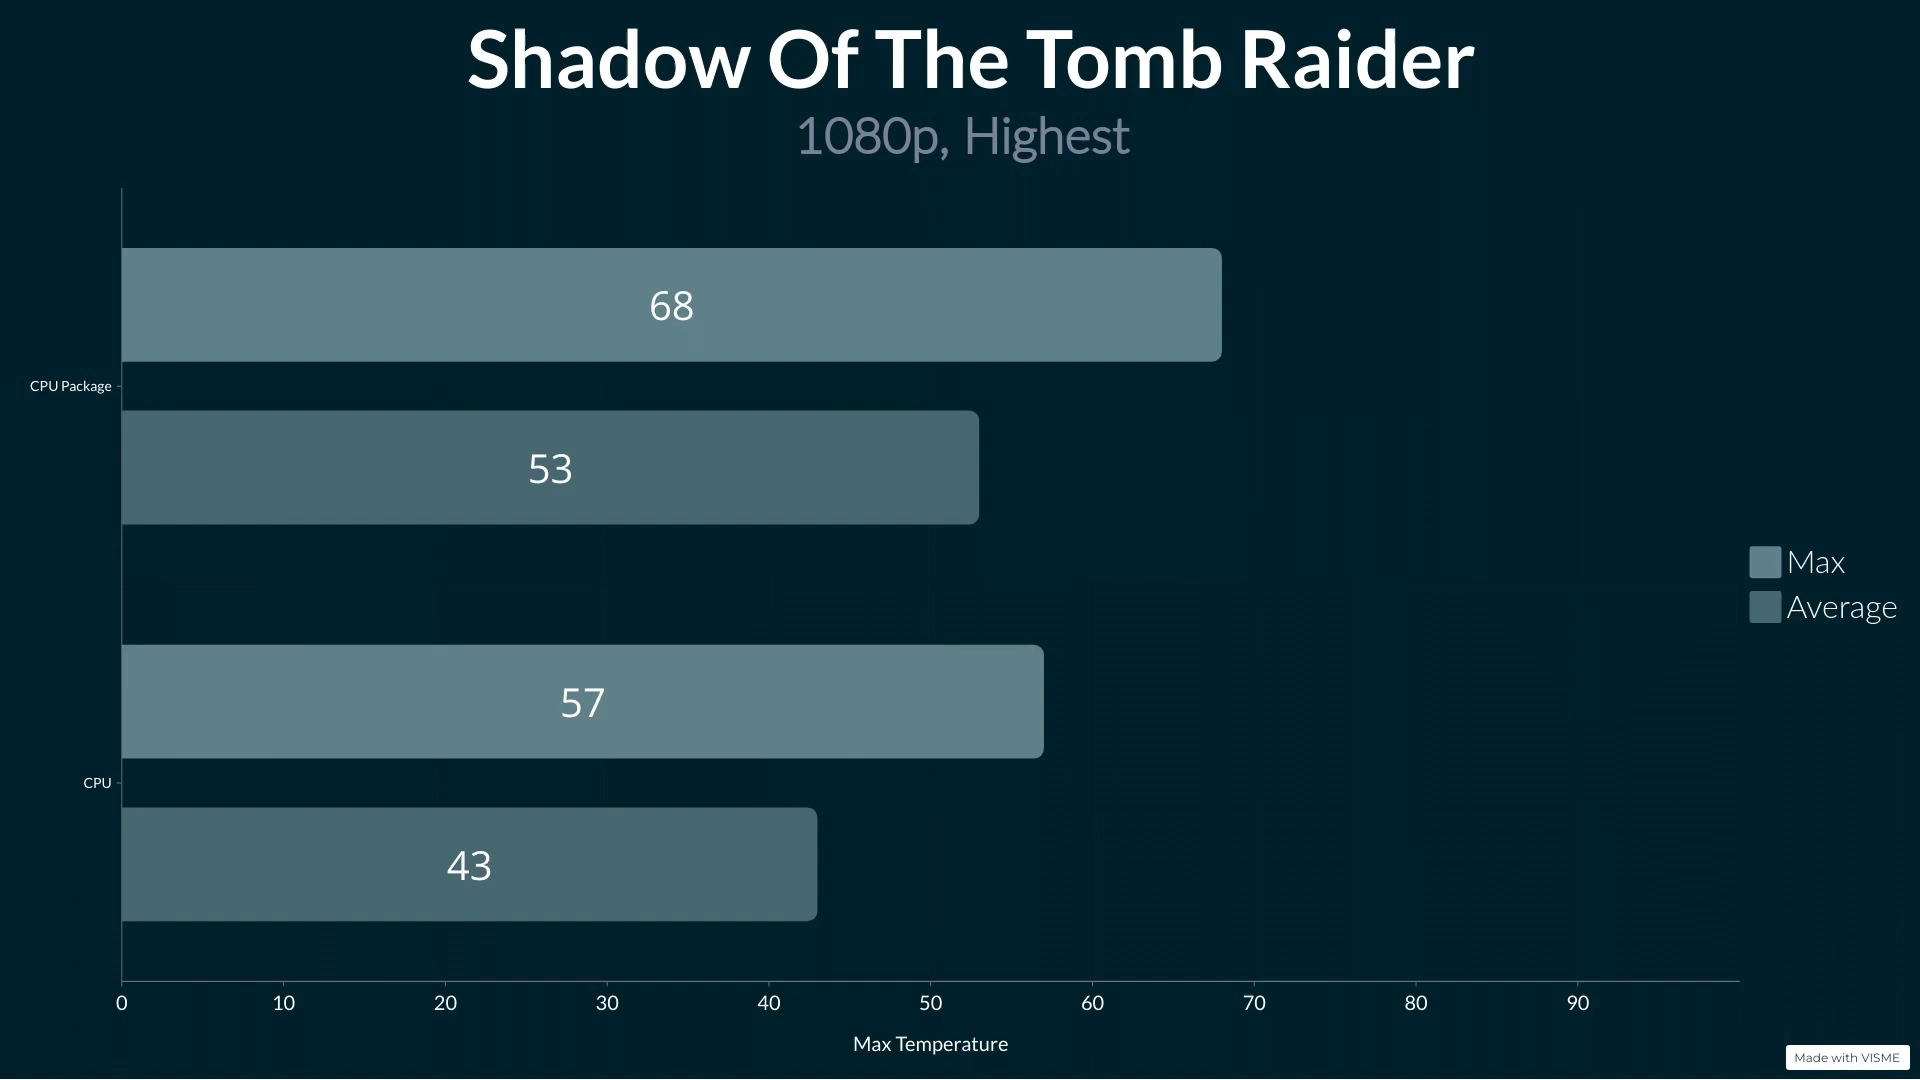 Shadow Of The Tomb Raider
1080p, Highest
68
CPU Package
53
Max
Average
57
CPU
43
0 10 20 30 40 50 60 70 80 90
Max Temperature
Made with VISME